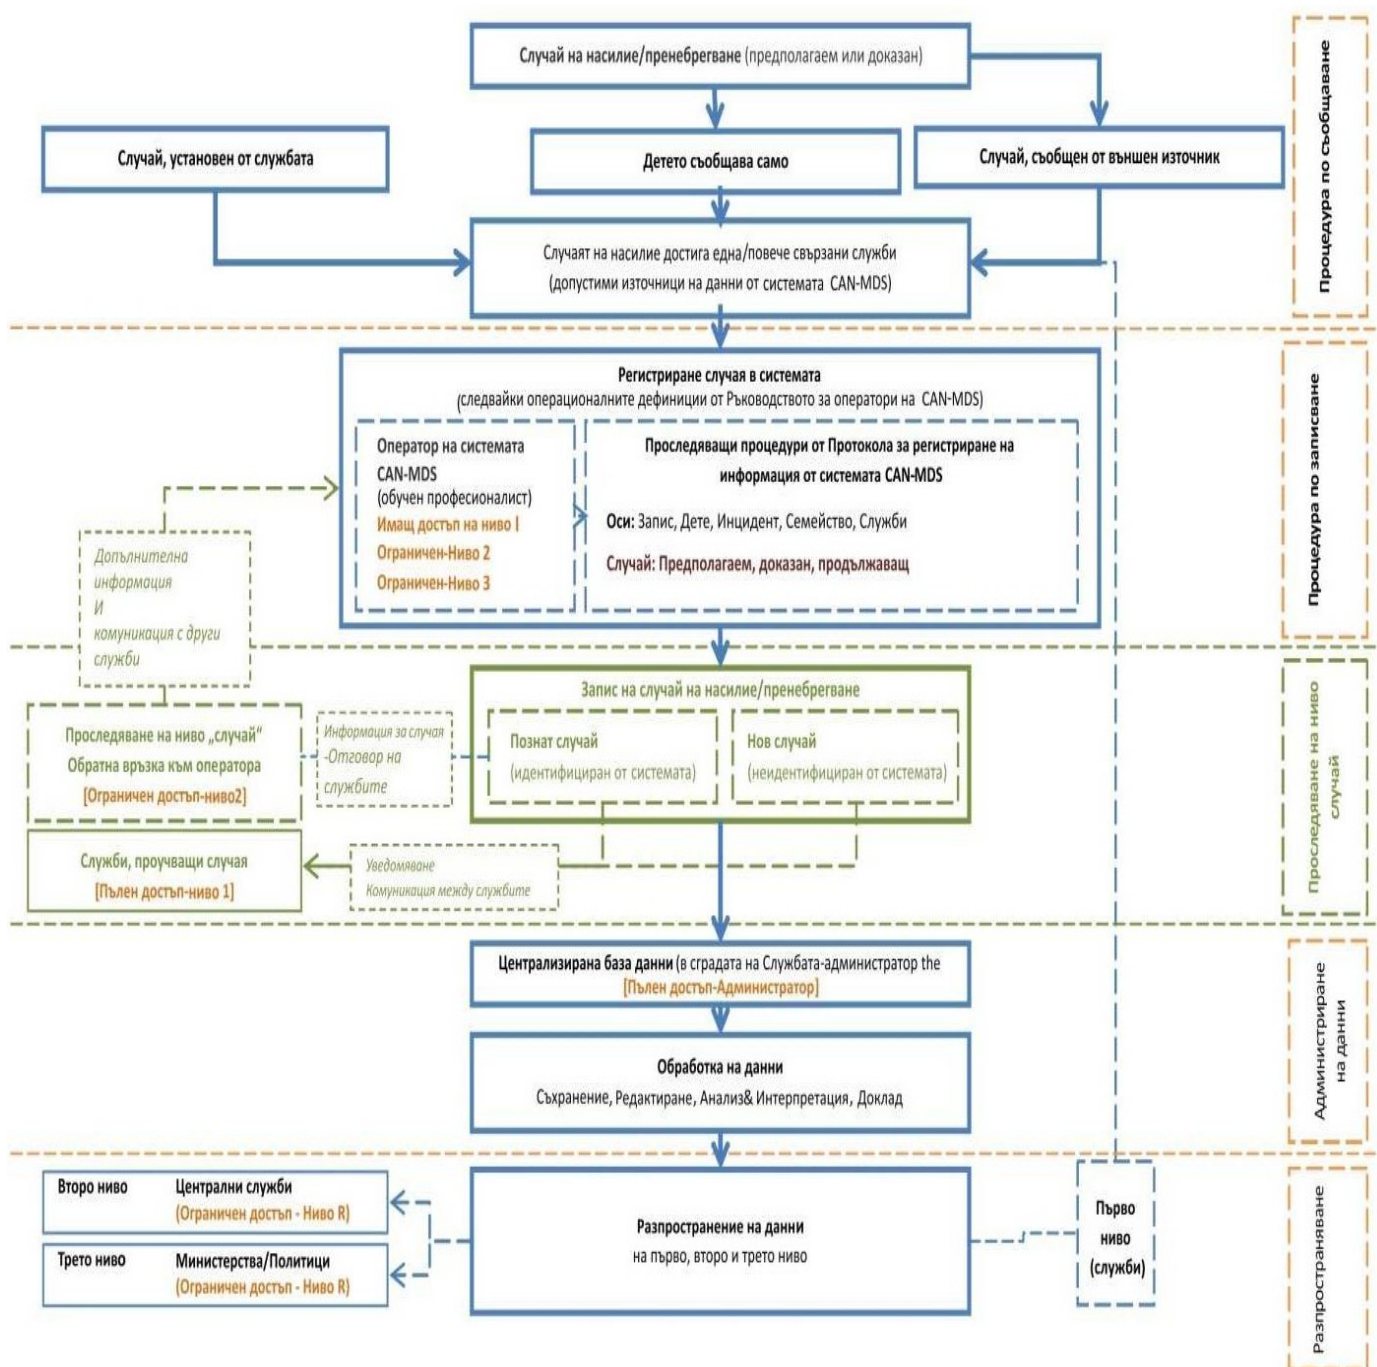 Случай на насилие/пренебрегване (предполагаем или доказан)
Случай, установен от службата
Детето съобщава само
Случай, съобщен от външен източник
Случаят на насилие достига една/повече свързани служби
(допустими източници на данни от системата CAN-MDS)
Процедура по съобщаване
Регистриране случая в системата
(следвайки операционалните дефиниции от Ръководството за оператори на CAN-MDS)
Оператор на системата
CAN-MDS
(обучен професионалист)
Имащ достъп на ниво I
Ограничен-Ниво 2
Ограничен-Ниво 3
Проследяващи процедури от Протокола за регистриране на
информация от системата CAN-MDS
Оси: Запис, Дете, Инцидент, Семейство, Служби
Случай: Предполагаем, доказан, продължаващ
Процедура по записване
Допълнителна
информация
И
комуникация с други
служби
Запис на случай на насилие/пренебрегване
Познат случай
(идентифициран от системата)
Нов случай
(неидентифициран от системата)
Информация за случая
-Отговор на
службите
Проследяване на ниво „случай“
Обратна връзка към оператора
[Ограничен достъп-ниво2]
Служби, проучващи случая
[Пълен достъп-ниво 1]
Уведомяване
Комуникация между службите
Проследяване на ниво
случай
Централизирана база данни (в сградата на Службата-администратор the
[Пълен достъп-Администратор]
Обработка на данни
Съхранение, Редактиране, Анализ& Интерпретация, Доклад
Администриране
на данни
Второ ниво Централни служби
(Ограничен достъп - Ниво R)
Трето ниво Министерства/Политици
(Ограничен достъп - Ниво R)
Разпространение на данни
на първо, второ и трето ниво
Първо
ниво
(служби)
Разпространяване